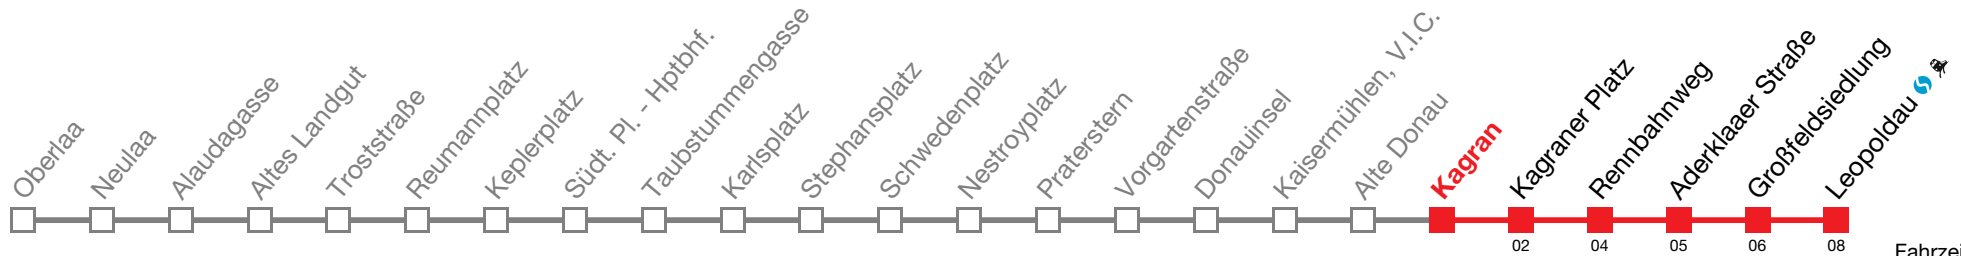 Oberlaa
Neulaa
Alaudagasse
Altes Landgut
Troststraße
Reumannplatz
Keplerplatz
Südt. Pl. - Hptbhf.
Taubstummengasse
Karlsplatz
Stephansplatz
Schwedenplatz
Nestroyplatz
Praterstern
Vorgartenstraße
Donauinsel
Kaisermühlen, V.I.C.
Alte Donau
Kagran
Kagraner Platz
Rennbahnweg
Aderklaaer Straße
Großfeldsiedlung
Leopoldau
02 04 05 06 08
Fahrzei